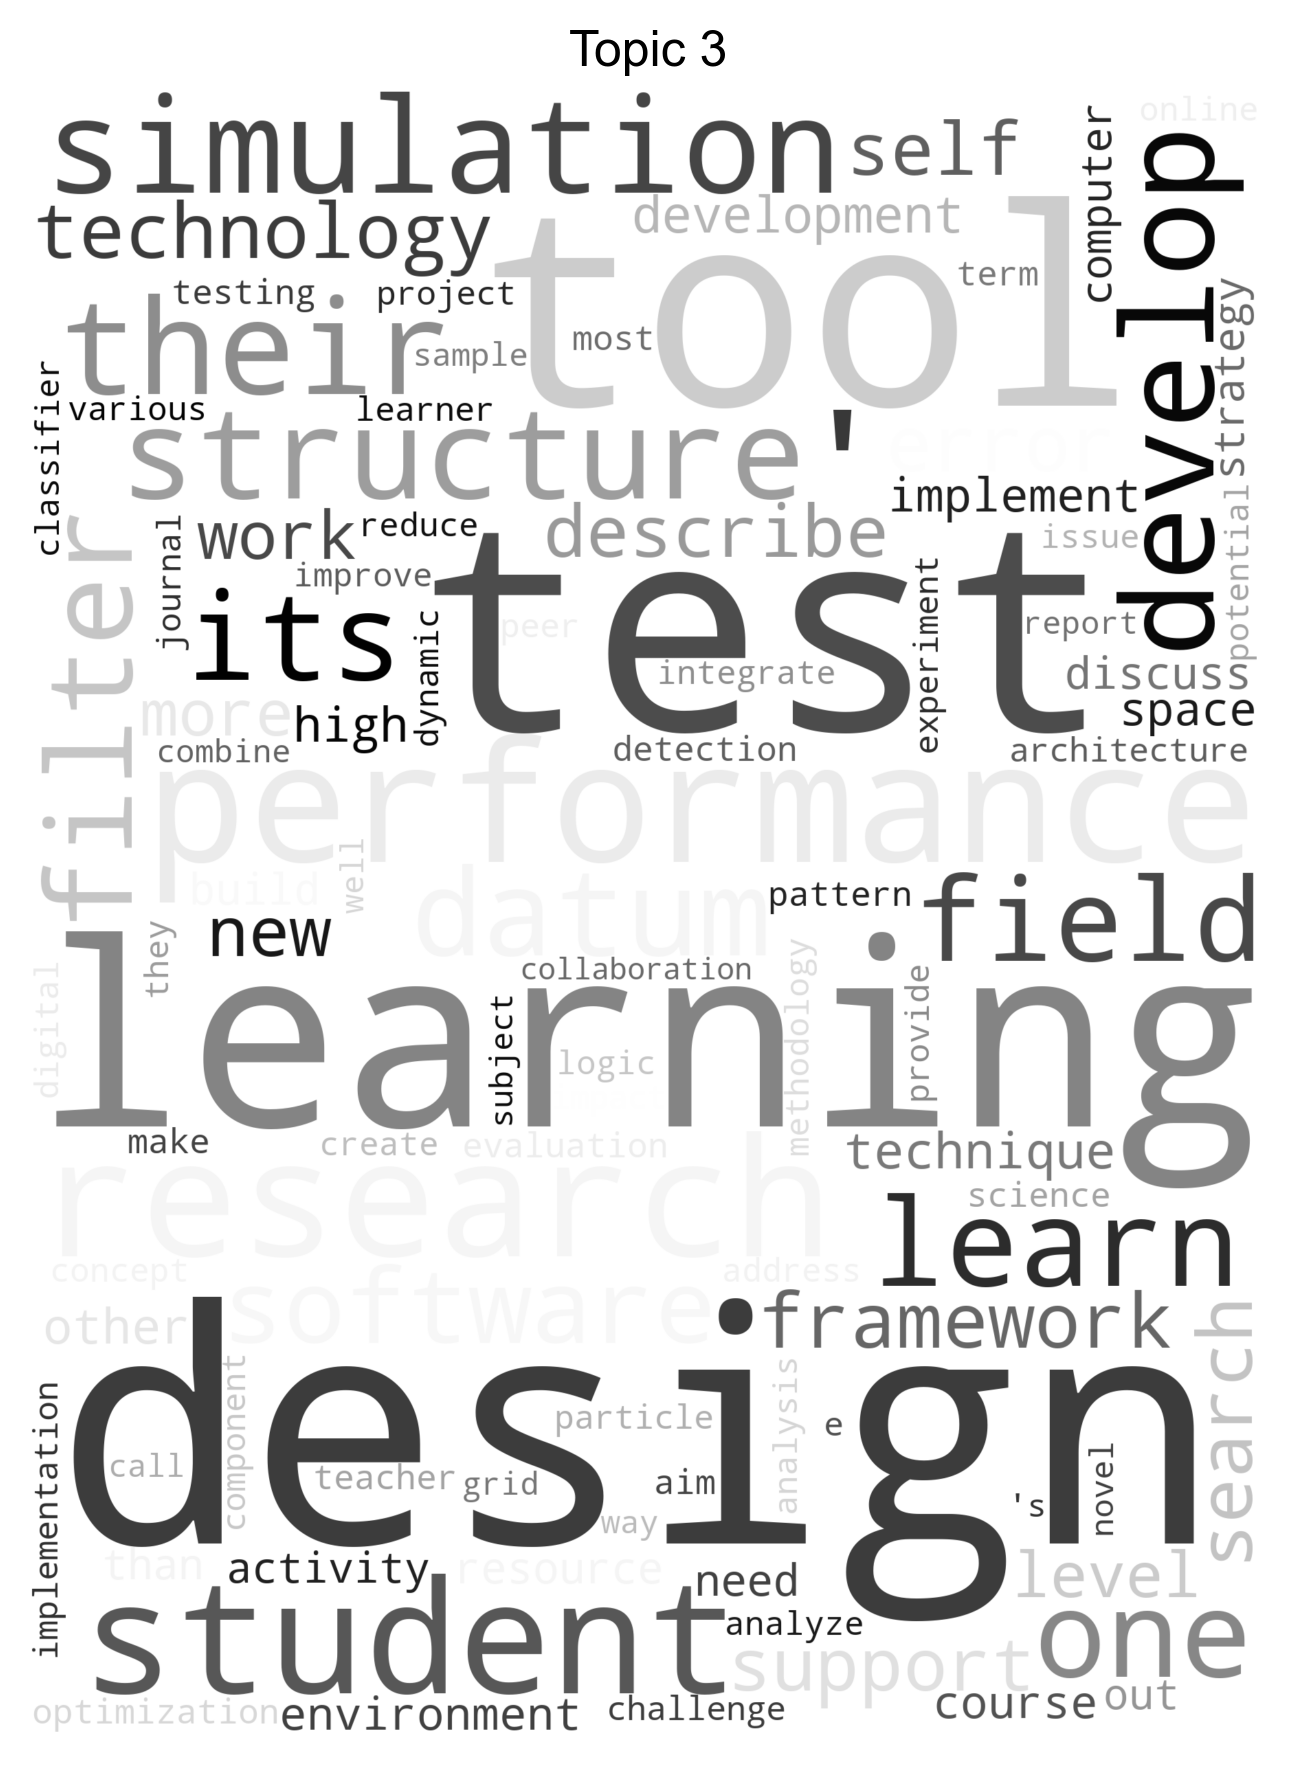 Topic 3
online
simulation
self
computer
develop
technology
development
tool
term
testing
project
their
most
sample
strategy
classifier
various
learner
structure
'
error
implement
filter
journal
work
reduce
describe
issue
potential
improve
test
its
dynamic
peer
experiment
report
integrate
discuss
more
high
space
combine
detection
architecture
performance
build
well
datum
pattern
field
new
they
learning
collaboration
methodology
provide
digital
subject
logic
make
create
evaluation
technique
research
science
learn
concept
address
software
other
framework
search
design
implementation
component
analysis
particle
e
call
teacher
grid
aim
novel
's
way
than
activity
resource
need
level
student
analyze
one
support
optimization
environment
challenge
course
out